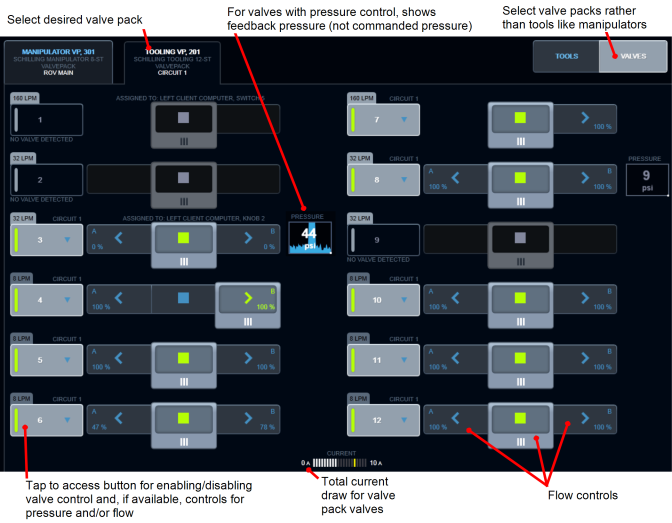 Select desired valve pack
For valves with pressure control, shows
feedback pressure (not commanded pressure)
Select valve packs rather
than tools like manipulators
MANIPULATOR VP, 301
SCHILLING MANIPULATOR 8-ST
VALVEPACK
ROV MAIN
TOOLING VP, 201
SCHILLING TOOLING 12-ST
VALVEPACK
CIRCUIT 1
TOOLS
VALVES
160 LPM
ASSIGNED TO: LEFT CLIENT COMPUTER, SWITCH 5
1
NO VALVE DETECTED
32 LPM
2
NO VALVE DETECTED
32 LPM
CIRCUIT 1
ASSIGNED TO: LEFT CLIENT COMPUTER, KNOB 2
3
A
0 %
B
0 %
PRESSURE
44
psi
8 LPM
CIRCUIT 1
4
A
100 %
B
100 %
8 LPM
CIRCUIT 1
5
A
100 %
B
100 %
8 LPM
CIRCUIT 1
6
A
47 %
B
78 %
160 LPM
CIRCUIT 1
7
100 %
32 LPM
CIRCUIT 1
8
A
100 %
B
100 %
PRESSURE
9
psi
32 LPM
9
NO VALVE DETECTED
8 LPM
CIRCUIT 1
10
A
100 %
B
100 %
8 LPM
CIRCUIT 1
11
A
100 %
B
100 %
8 LPM
CIRCUIT 1
12
A
100 %
B
100 %
CURRENT
0 A
10 A
Tap to access button for enabling/disabling
valve control and, if available, controls for
pressure and/or flow
Total current
draw for valve
pack valves
Flow controls